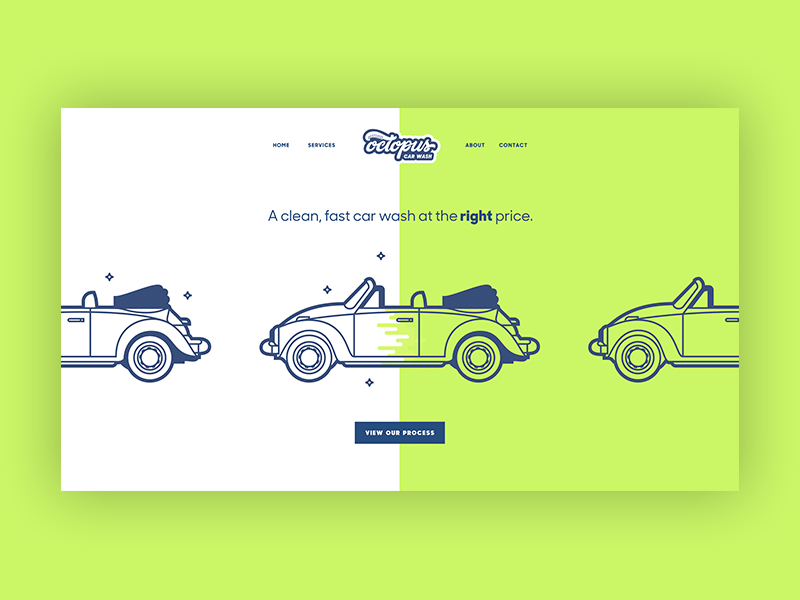 HOME SERVICES octopus CAR WASH ABOUT CONTACT
A clean, fast car wash at the right price.
VIEW OUR PROCESS